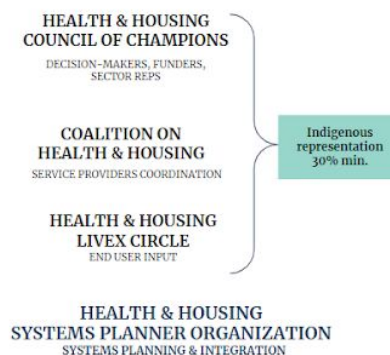 HEALTH & HOUSING
COUNCIL OF CHAMPIONS
DECISION-MAKERS, FUNDERS,
SECTOR REPS
COALITION ON
HEALTH & HOUSING
SERVICE PROVIDERS COORDINATION
Indigenous
representation
30% min.
HEALTH & HOUSING
LIVEX CIRCLE
END USER INPUT
HEALTH & HOUSING
SYSTEMS PLANNER ORGANIZATION
SYSTEMS PLANNING & INTEGRATION